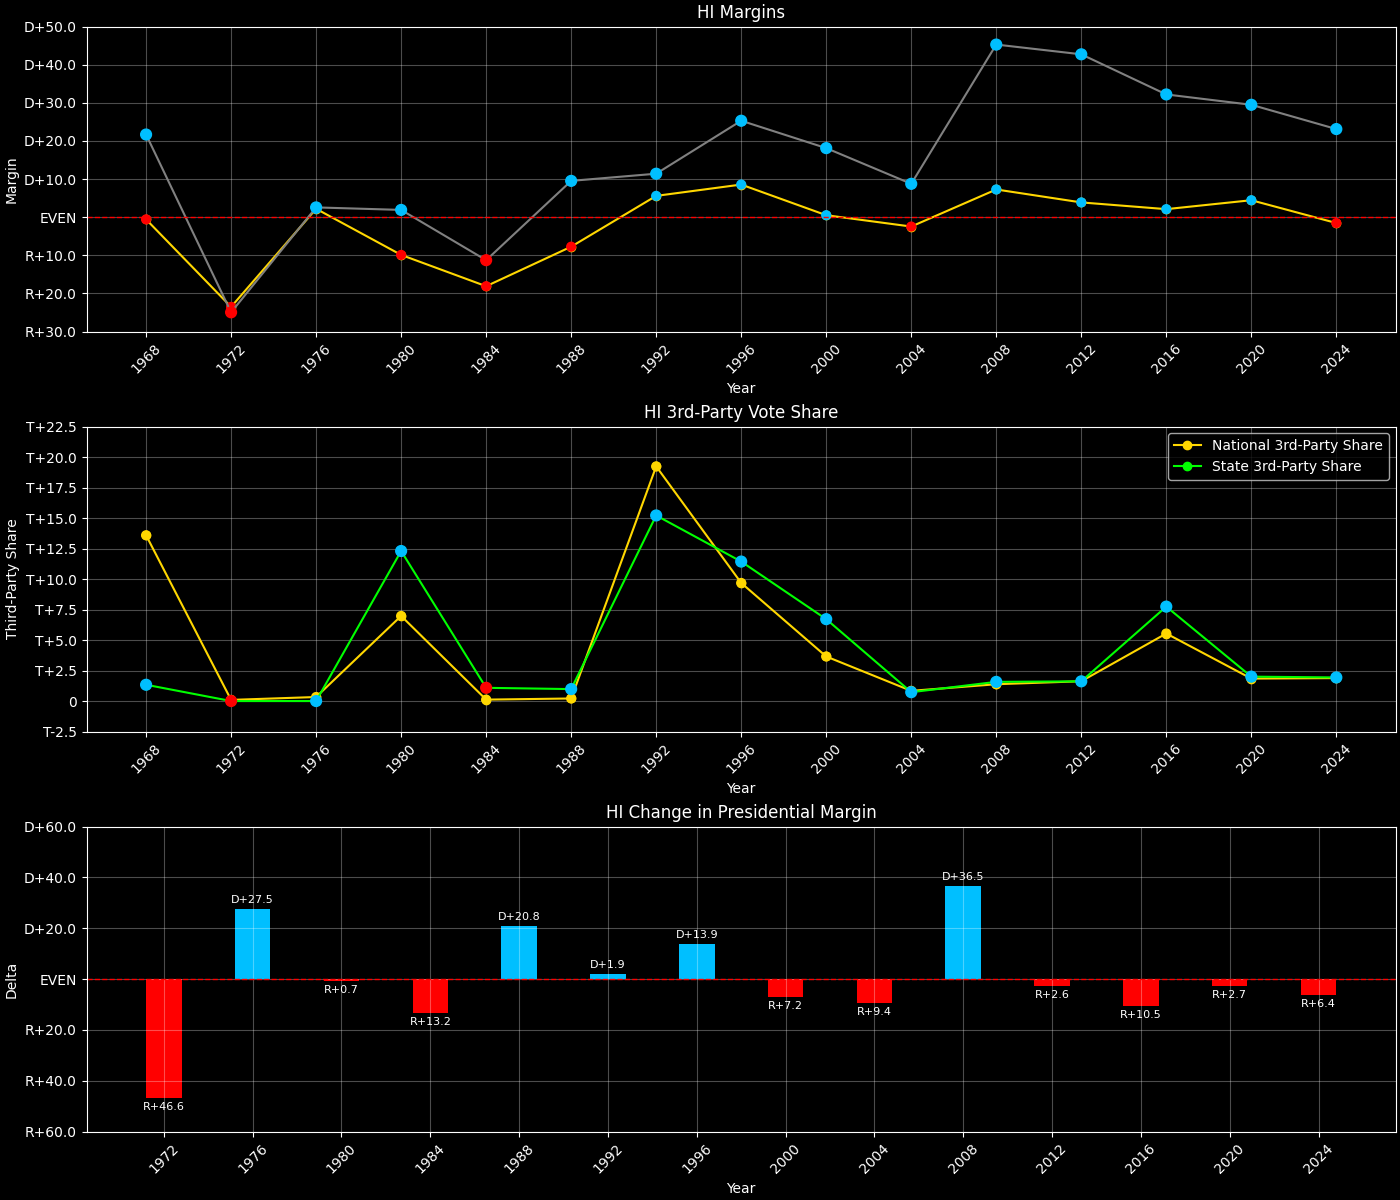 HI Margins
D+50.0
D+40.0
D+30.0
D+20.0
D+10.0
EVEN
R+10.0
R+20.0
R+30.0
Margin
1968 1972 1976 1980 1984 1988 1992 1996 2000 2004 2008 2012 2016 2020 2024
Year
HI 3rd-Party Vote Share
T+22.5
T+20.0
T+17.5
T+15.0
T+12.5
T+10.0
T+7.5
T+5.0
T+2.5
0
T-2.5
Third-Party Share
National 3rd-Party Share
State 3rd-Party Share
1968 1972 1976 1980 1984 1988 1992 1996 2000 2004 2008 2012 2016 2020 2024
Year
HI Change in Presidential Margin
D+60.0
D+40.0
D+20.0
EVEN
R+20.0
R+40.0
R+60.0
Delta
R+46.6
D+27.5
R+0.7
R+13.2
D+20.8
D+1.9
D+13.9
R+7.2
R+9.4
D+36.5
R+2.6
R+10.5
R+2.7
R+6.4
1972 1976 1980 1984 1988 1992 1996 2000 2004 2008 2012 2016 2020 2024
Year